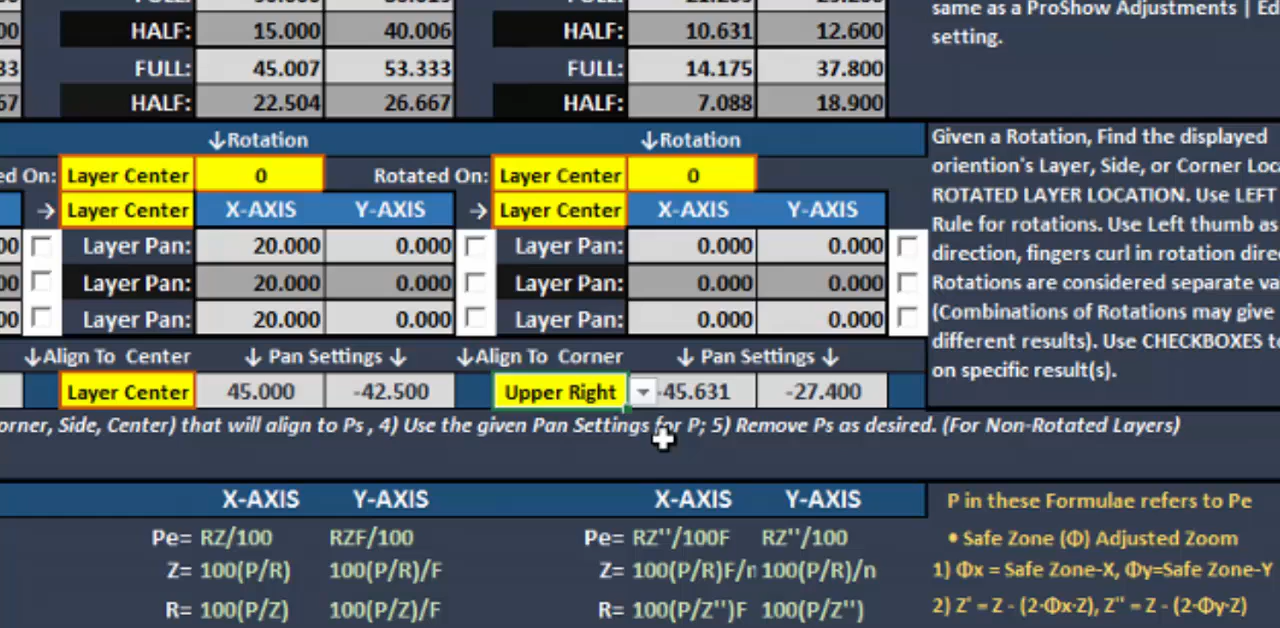 HALF: 15.000 40.006 HALF: 10.631 12.600
FULL: 45.007 53.333 FULL: 14.175 37.800
HALF: 22.504 26.667 HALF: 7.088 18.900
same as a ProShow Adjustments | Ed
setting.
↓Rotation ↓Rotation
ed On: Layer Center 0 Rotated On: Layer Center 0
→ Layer Center X-AXIS Y-AXIS → Layer Center X-AXIS Y-AXIS
Layer Pan: 20.000 0.000 Layer Pan: 0.000 0.000
Layer Pan: 20.000 0.000 Layer Pan: 0.000 0.000
Layer Pan: 20.000 0.000 Layer Pan: 0.000 0.000
↓Align To Center ↓ Pan Settings ↓ ↓Align To Corner ↓ Pan Settings ↓
Layer Center 45.000 -42.500 Upper Right -45.631 -27.400
Given a Rotation, Find the displayed
oriention's Layer, Side, or Corner Loc
ROTATED LAYER LOCATION. Use LEFT
Rule for rotations. Use Left thumb as
direction, fingers curl in rotation dire
Rotations are considered separate va
(Combinations of Rotations may give
different results). Use CHECKBOXES t
on specific result(s).
orner, Side, Center) that will align to Ps , 4) Use the given Pan Settings for P; 5) Remove Ps as desired. (For Non-Rotated Layers)
X-AXIS Y-AXIS X-AXIS Y-AXIS
Pe= RZ/100 RZF/100 Pe= RZ''/100F RZ''/100
Z= 100(P/R) 100(P/R)/F Z= 100(P/R)F/n 100(P/R)/n
R= 100(P/Z) 100(P/Z)/F R= 100(P/Z'')F 100(P/Z'')
P in these Formulae refers to Pe
• Safe Zone (Φ) Adjusted Zoom
1) Φx = Safe Zone-X, Φy=Safe Zone-Y
2) Z' = Z - (2·Φx·Z), Z'' = Z - (2·Φy·Z)